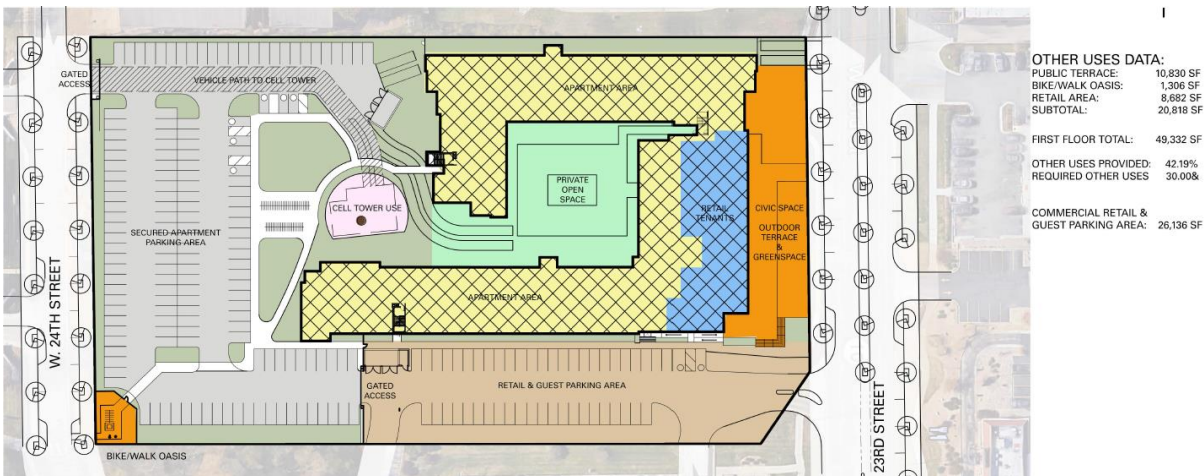 I
OTHER USES DATA:
PUBLIC TERRACE: 10,830 SF
BIKE/WALK OASIS: 1,306 SF
RETAIL AREA: 8,682 SF
SUBTOTAL: 20,818 SF
FIRST FLOOR TOTAL: 49,332 SF
OTHER USES PROVIDED: 42.19%
REQUIRED OTHER USES 30.00&
COMMERCIAL RETAIL &
GUEST PARKING AREA: 26,136 SF
GATED
ACCESS
VEHICLE PATH TO CELL TOWER
APARTMENT AREA
PRIVATE
OPEN
SPACE
CELL TOWER USE
RETAIL
TENANTS
CIVIC SPACE
OUTDOOR
TERRACE
&
GREENSPACE
SECURED APARTMENT
PARKING AREA
APARTMENT AREA
W. 24TH STREET
GATED
ACCESS
RETAIL & GUEST PARKING AREA
23RD STREET
BIKE/WALK OASIS